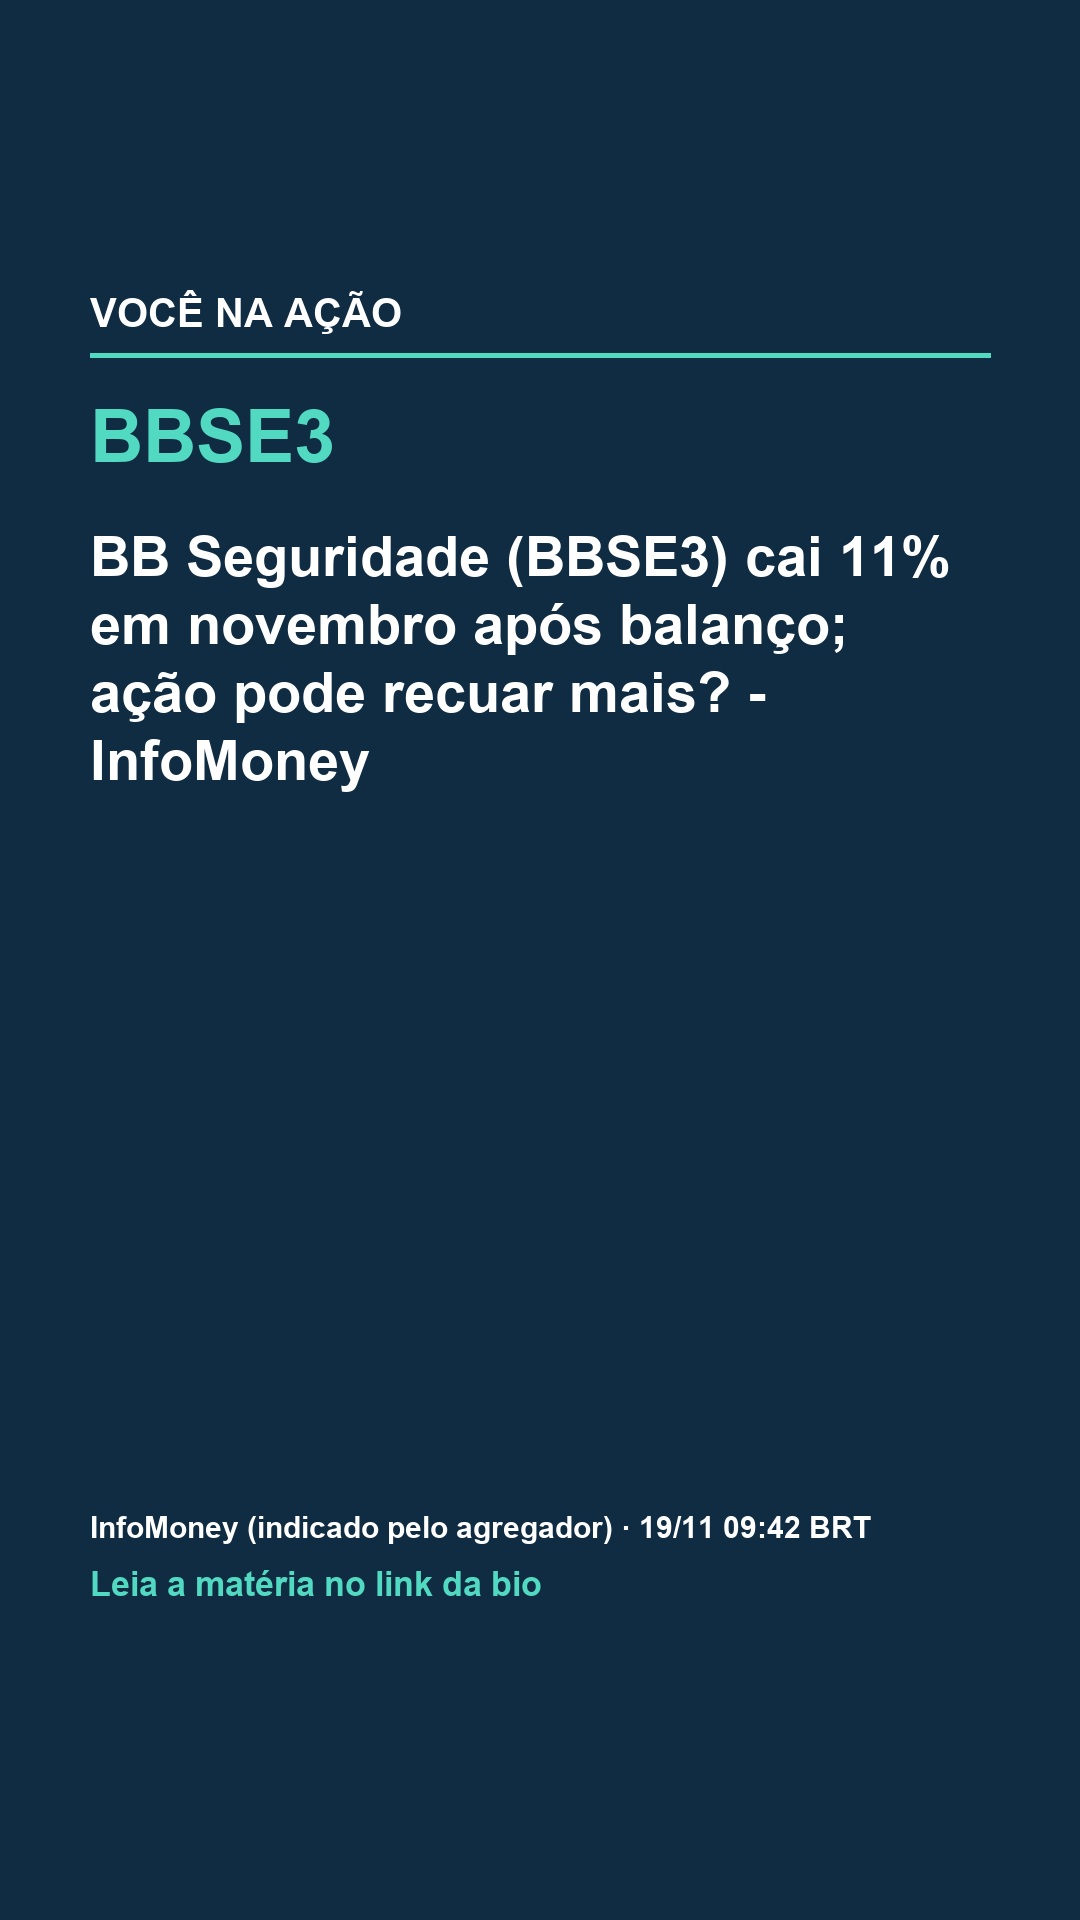 VOCÊ NA AÇÃO
BBSE3
BB Seguridade (BBSE3) cai 11%
em novembro após balanço;
ação pode recuar mais? -
InfoMoney
InfoMoney (indicado pelo agregador) · 19/11 09:42 BRT
Leia a matéria no link da bio